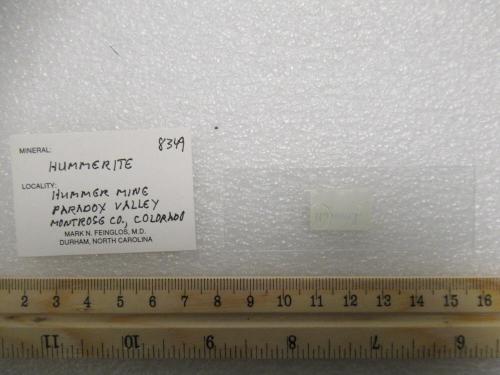 MINERAL: 8349
HUMMERITE
LOCALITY:
HUMMER MINE
PARADOX VALLEY
MONTROSE CO., COLORADO
MARK N. FEINGLOS, M.D.
DURHAM, NORTH CAROLINA
2 3 4 5 6 7 8 9 10 11 12 13 14 15 16
11 10 9 8 7 6